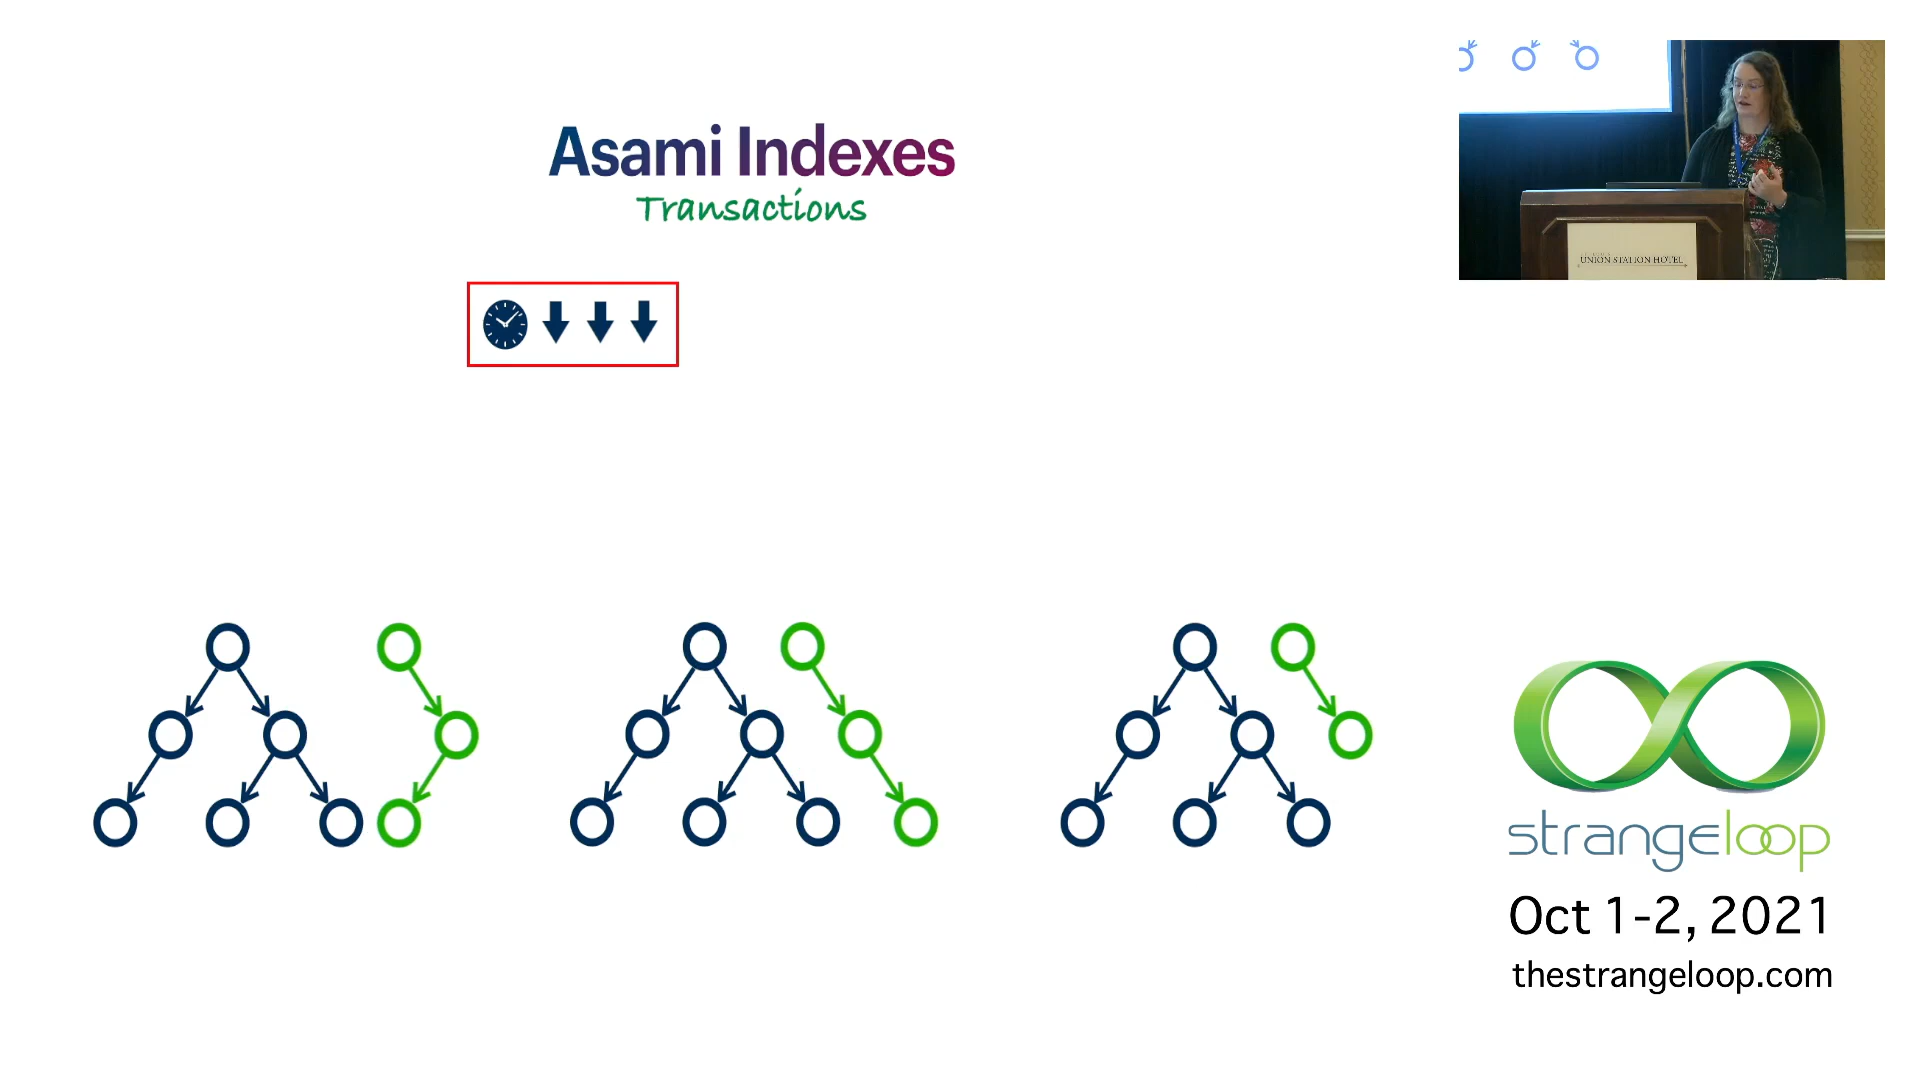 Asami Indexes
Transactions
UNION STATION HOTEL
strangeloop
Oct 1-2, 2021
thestrangeloop.com